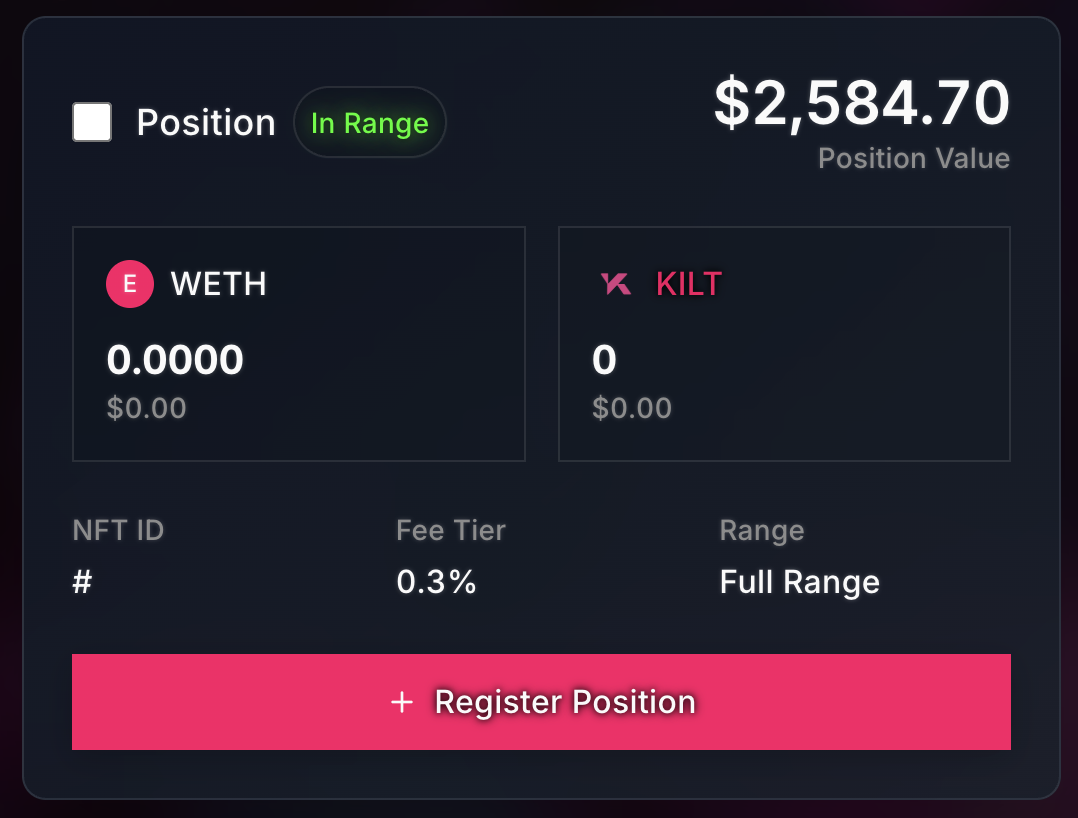 Position
In Range
$2,584.70
Position Value
E
WETH
0.0000
$0.00
KILT
0
$0.00
NFT ID
#
Fee Tier
0.3%
Range
Full Range
+ Register Position